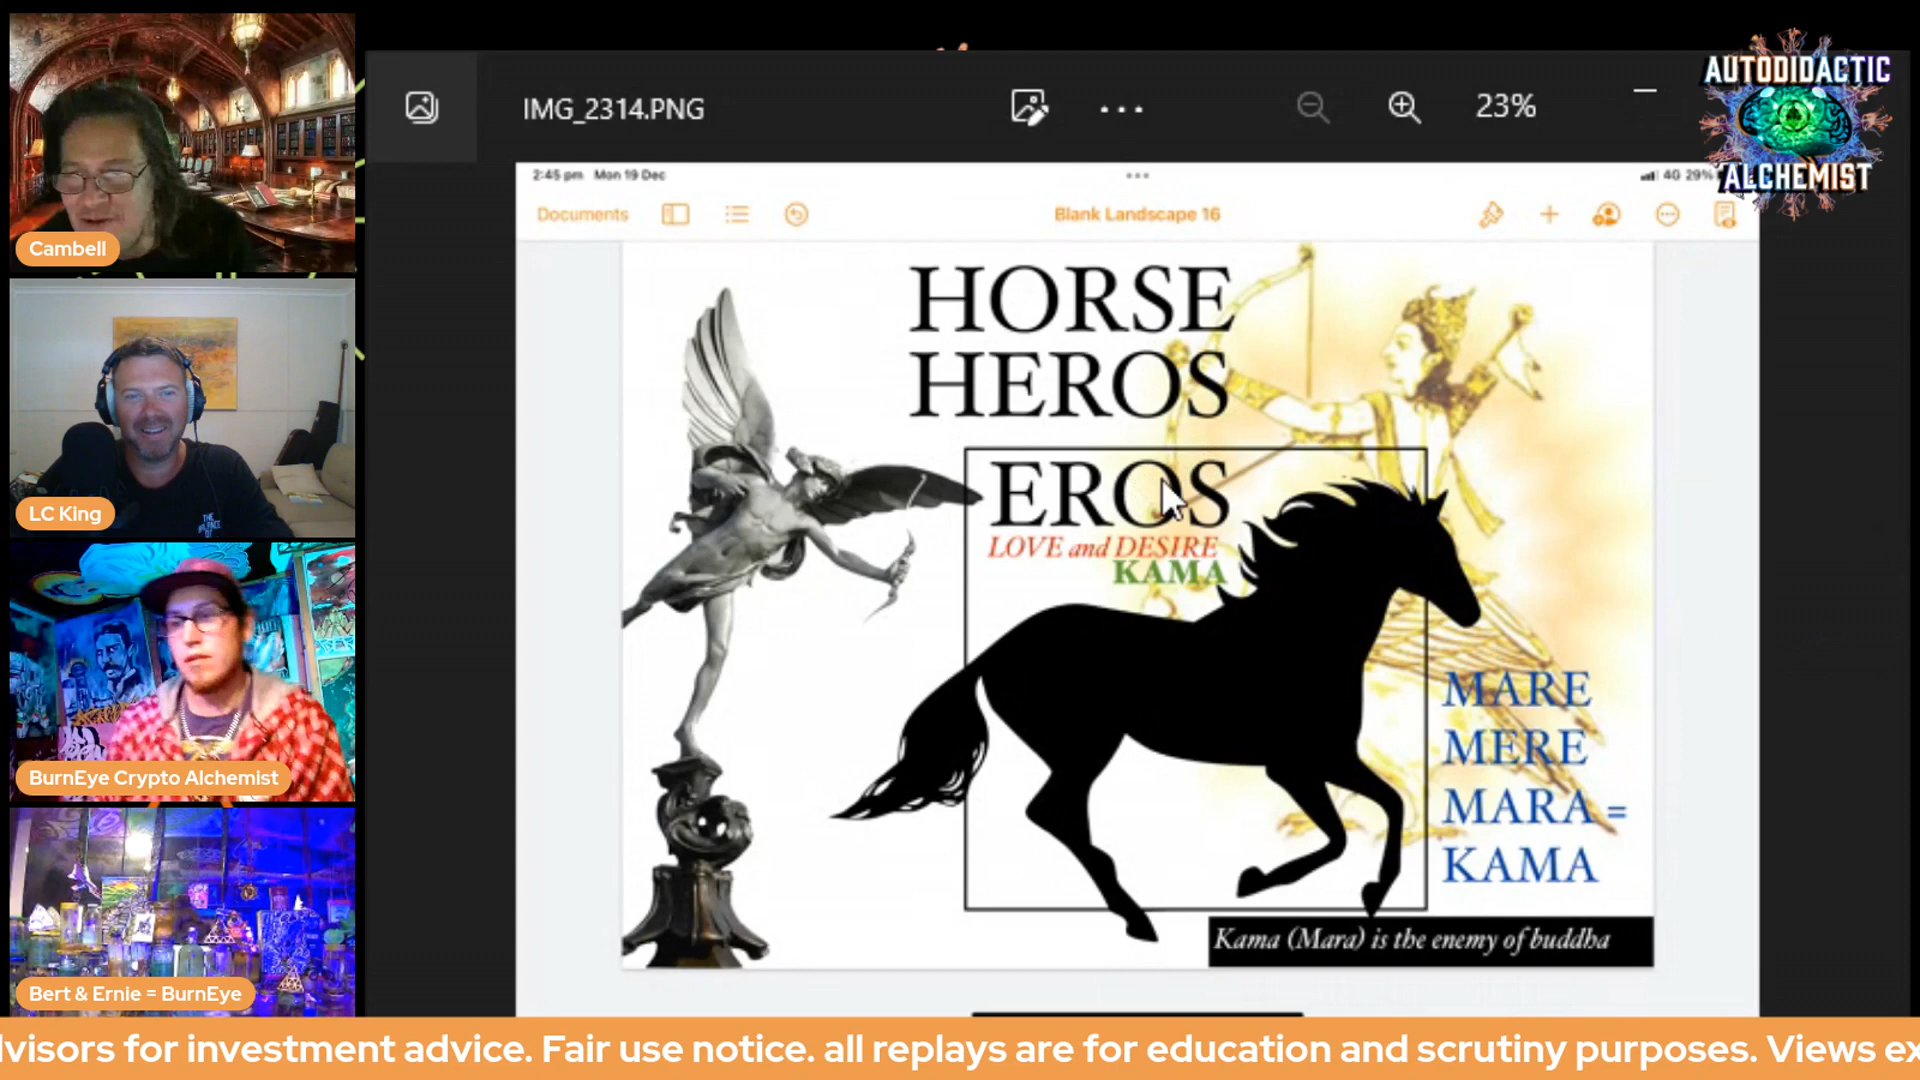 AUTODIDACTIC
ALCHEMIST
IMG_2314.PNG
23%
2:45 pm Mon 19 Dec
4G 29%
Documents
Blank Landscape 16
HORSE
HEROS
EROS
LOVE and DESIRE
KAMA
MARE
MERE
MARA =
KAMA
Kama (Mara) is the enemy of buddha
Cambell
LC King
BurnEye Crypto Alchemist
Bert & Ernie = BurnEye
for investment advice. Fair use notice. all replays are for education and scrutiny purposes. Views